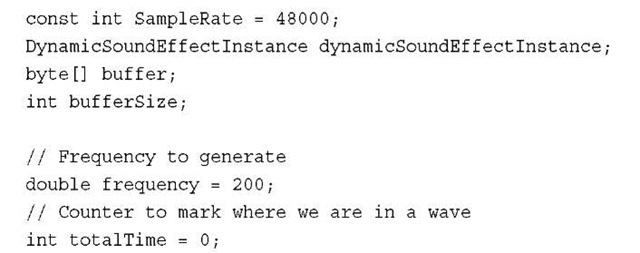 const int SampleRate = 48000;
DynamicSoundEffectInstance dynamicSoundEffectInstance;
byte[] buffer;
int bufferSize;

// Frequency to generate
double frequency = 200;
// Counter to mark where we are in a wave
int totalTime = 0;